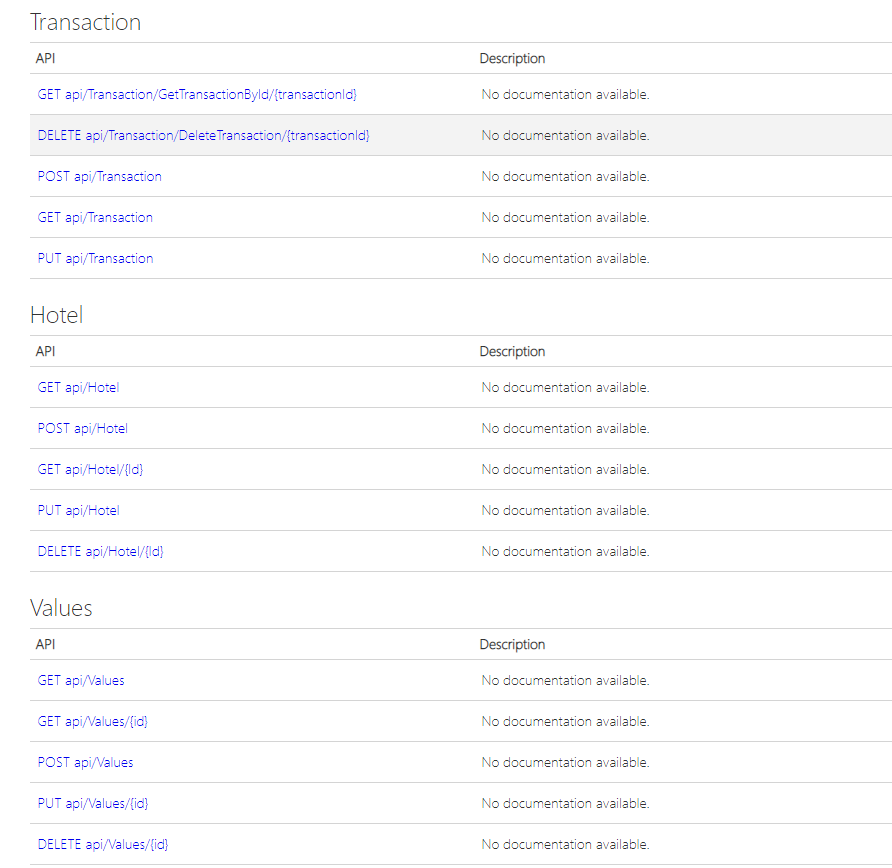 Transaction
API Description
GET api/Transaction/GetTransactionById/{transactionId} No documentation available.
DELETE api/Transaction/DeleteTransaction/{transactionId} No documentation available.
POST api/Transaction No documentation available.
GET api/Transaction No documentation available.
PUT api/Transaction No documentation available.
Hotel
API Description
GET api/Hotel No documentation available.
POST api/Hotel No documentation available.
GET api/Hotel/{Id} No documentation available.
PUT api/Hotel No documentation available.
DELETE api/Hotel/{Id} No documentation available.
Values
API Description
GET api/Values No documentation available.
GET api/Values/{id} No documentation available.
POST api/Values No documentation available.
PUT api/Values/{id} No documentation available.
DELETE api/Values/{id} No documentation available.